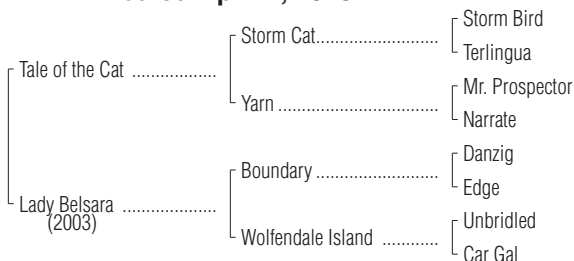 Storm Bird
Storm Cat..............................
Terlingua
Tale of the Cat ..................
Mr. Prospector
Yarn .......................................
Narrate
Danzig
Boundary ..............................
Edge
Lady Belsara ....................
(2003)
Unbridled
Wolfendale Island ............
Car Gal